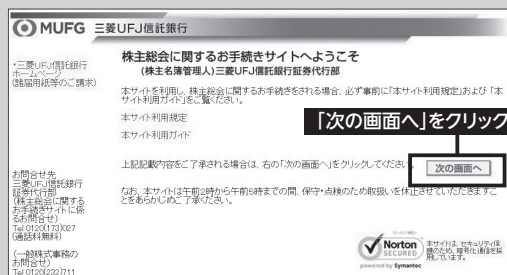 MUFG 三菱UFJ信託銀行
・三菱UFJ信託銀行
ホームページ
(諸届用紙等のご請求)
株主総会に関するお手続きサイトへようこそ
(株主名簿管理人)三菱UFJ信託銀行証券代行部
本サイトを利用し、株主総会に関するお手続きをされる場合、必ず事前に「本サイト利用規定」および「本
サイト利用ガイド」をご覧ください。
本サイト利用規定
本サイト利用ガイド
「次の画面へ」をクリック
上記記載内容をご了承される場合は、右の「次の画面へ」をクリックしてください。
次の画面へ
なお、本サイトは午前2時から午前5時までの間、保守・点検のため取扱いを休止させていただきますこ
とをあらかじめご了承ください。
お問合せ先
三菱UFJ信託銀行
証券代行部
(株主総会に関する
お手続きサイトに係
るお問合せ)
Tel 0120(173)027
(通話料無料)
(一般株式事務の
お問合せ)
Tel 0120(232)711
Norton
SECURED
powered by Symantec
本サイトは、セキュリティ保
護のため、暗号化通信を採
用しています。